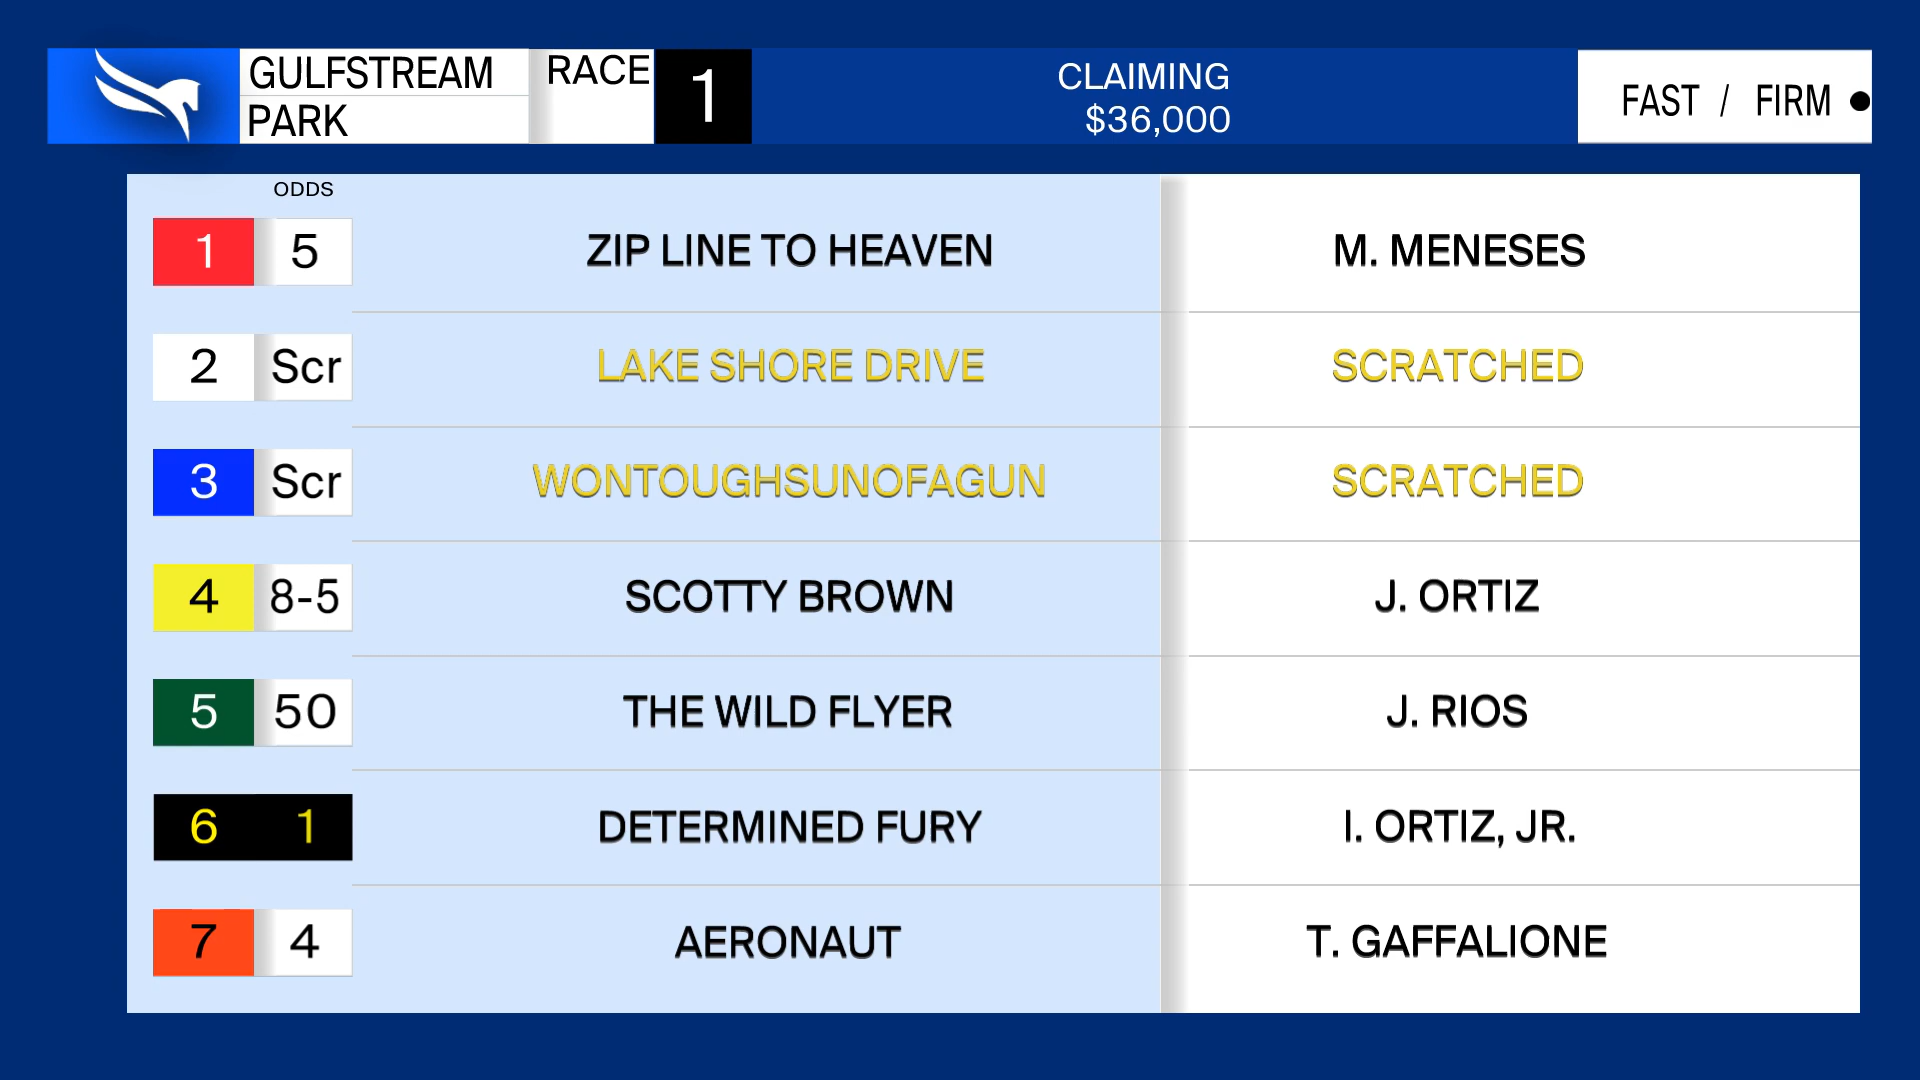 GULFSTREAM
PARK
RACE
1
CLAIMING
$36,000
FAST / FIRM ●
ODDS
1 5 ZIP LINE TO HEAVEN M. MENESES
2 Scr LAKE SHORE DRIVE SCRATCHED
3 Scr WONTOUGHSUNOFAGUN SCRATCHED
4 8-5 SCOTTY BROWN J. ORTIZ
5 50 THE WILD FLYER J. RIOS
6 1 DETERMINED FURY I. ORTIZ, JR.
7 4 AERONAUT T. GAFFALIONE